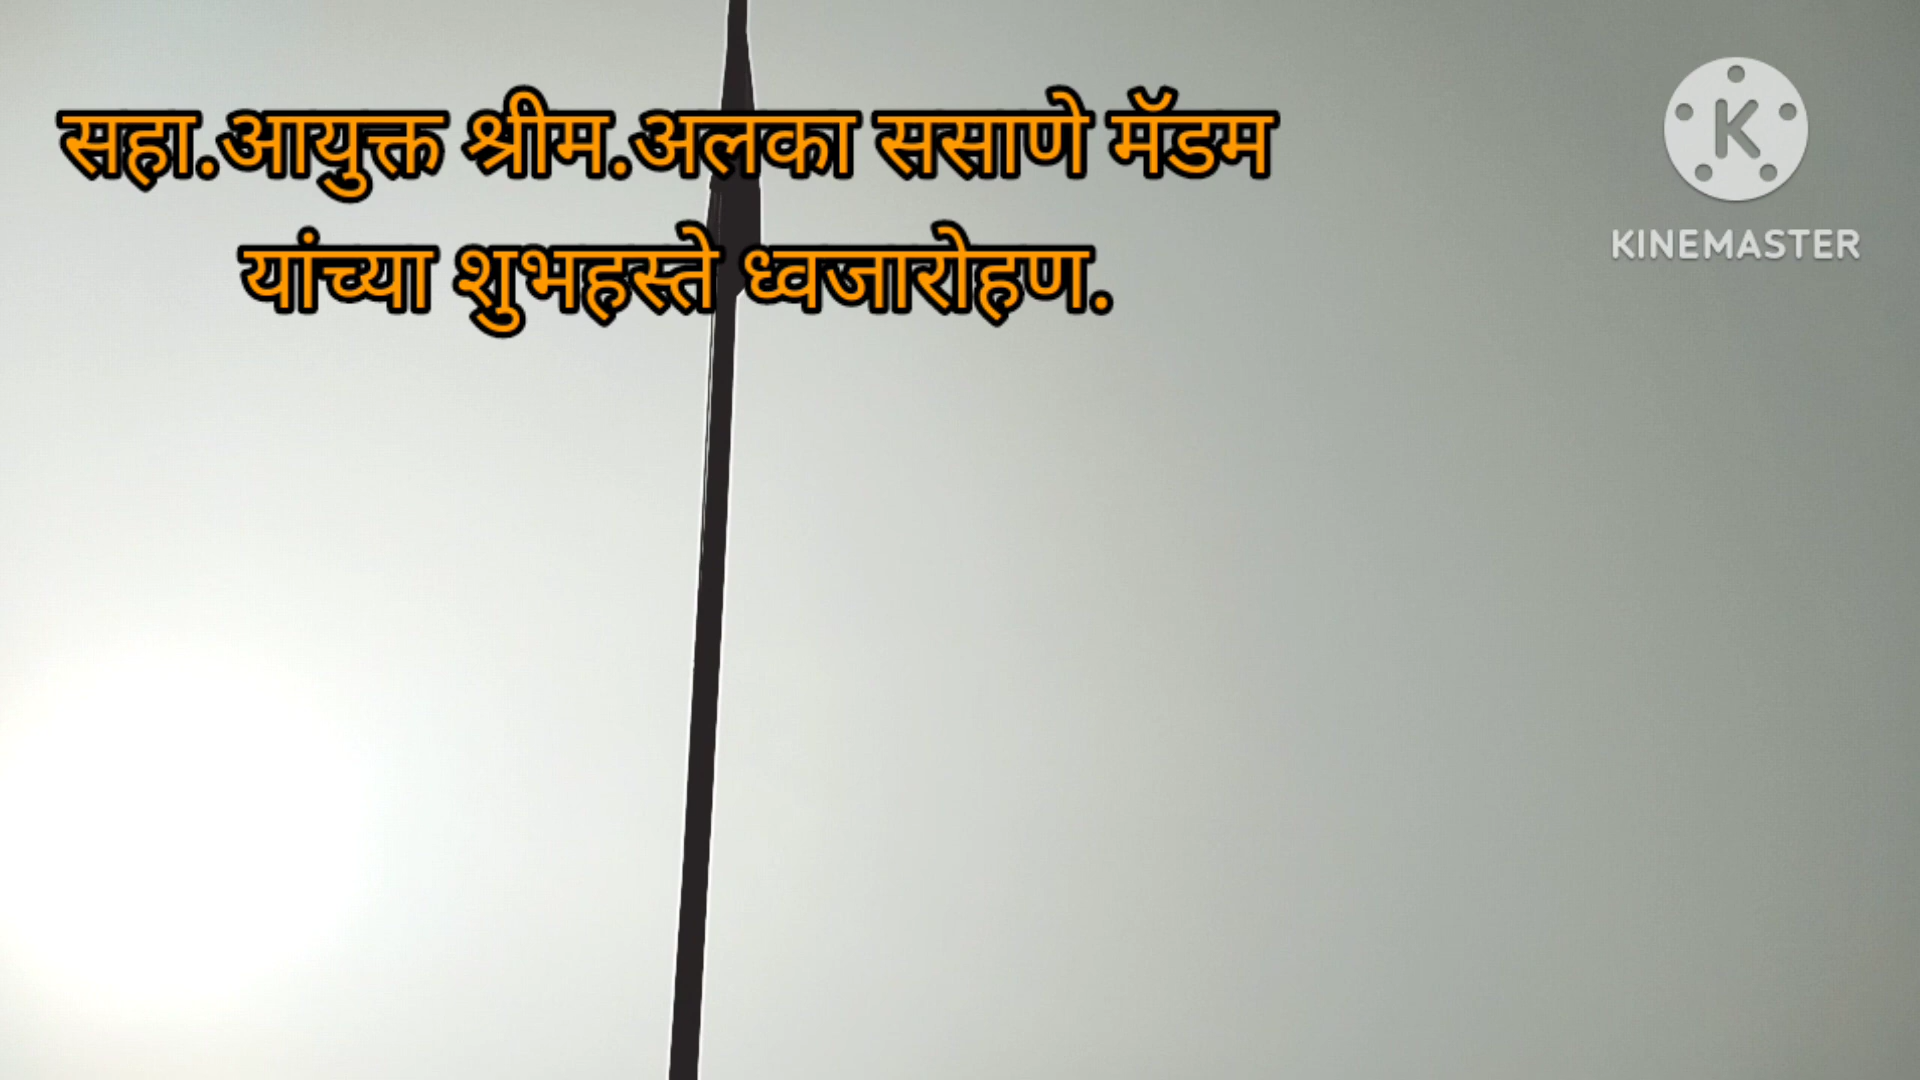 सहा.आयुक्त श्रीम.अलका ससाणे मॅडम
यांच्या शुभहस्ते ध्वजारोहण.
KINEMASTER